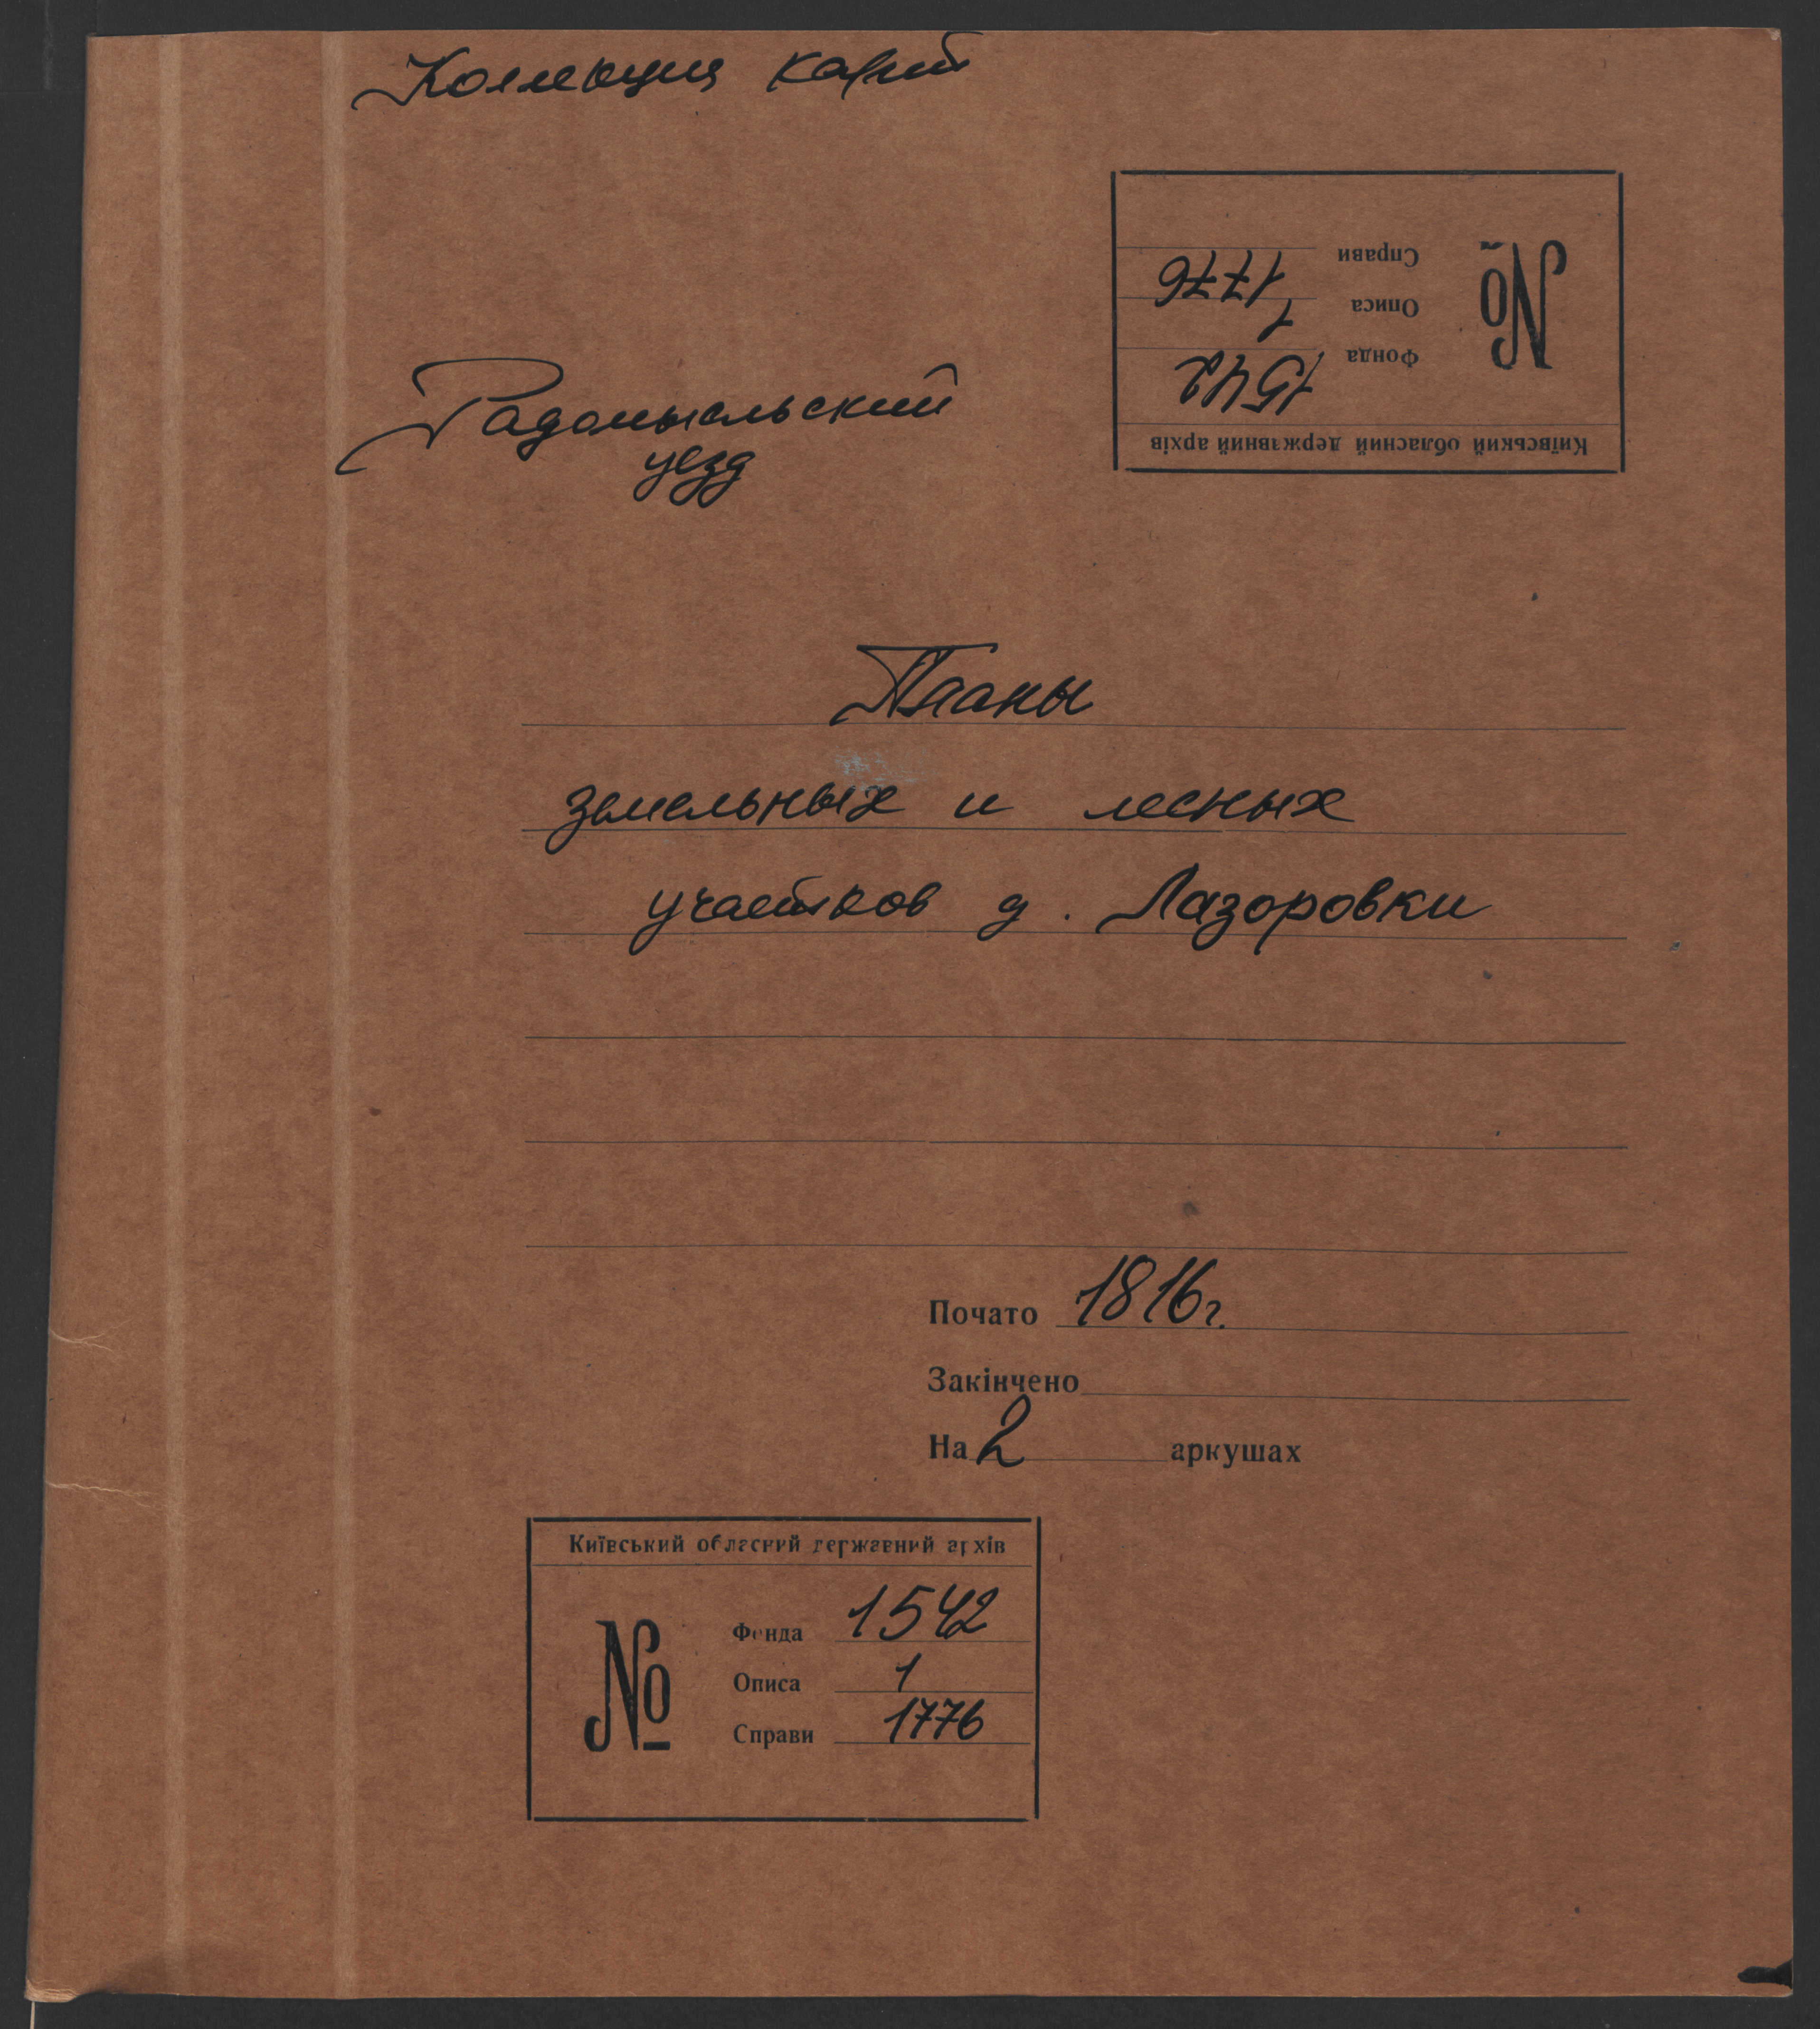 Коллекция карт
Справи 1776
Описа 1
Фонда 1542
№
Київський обласний державний архів
Радомысльский
уезд
Планы
земельных и лесных
участков д. Лазоровки
Почато 1816г.
Закінчено
На 2 аркушах
Київський обласний державний архів
№
Фонда 1542
Описа 1
Справи 1776